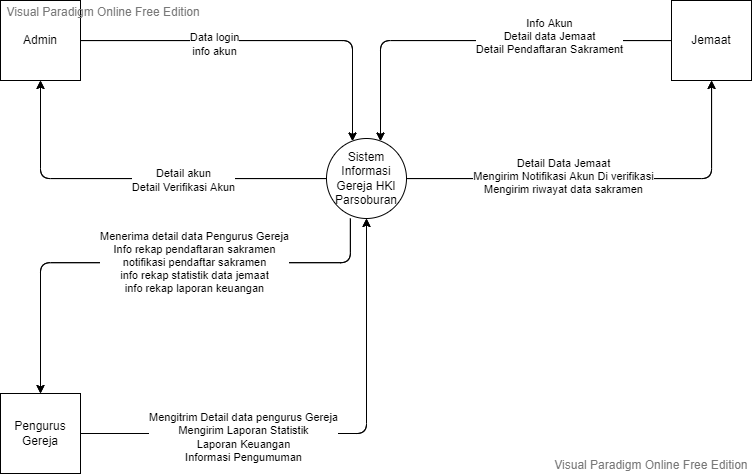 Visual Paradigm Online Free Edition
Admin
Data login
info akun
Info Akun
Detail data Jemaat
Detail Pendaftaran Sakrament
Jemaat
Sistem
Informasi
Gereja HKI
Parsoburan
Detail akun
Detail Verifikasi Akun
Detail Data Jemaat
Mengirim Notifikasi Akun Di verifikasi
Mengirim riwayat data sakramen
Menerima detail data Pengurus Gereja
Info rekap pendaftaran sakramen
notifikasi pendaftar sakramen
info rekap statistik data jemaat
info rekap laporan keuangan
Pengurus
Gereja
Mengitrim Detail data pengurus Gereja
Mengirim Laporan Statistik
Laporan Keuangan
Informasi Pengumuman
Visual Paradigm Online Free Edition